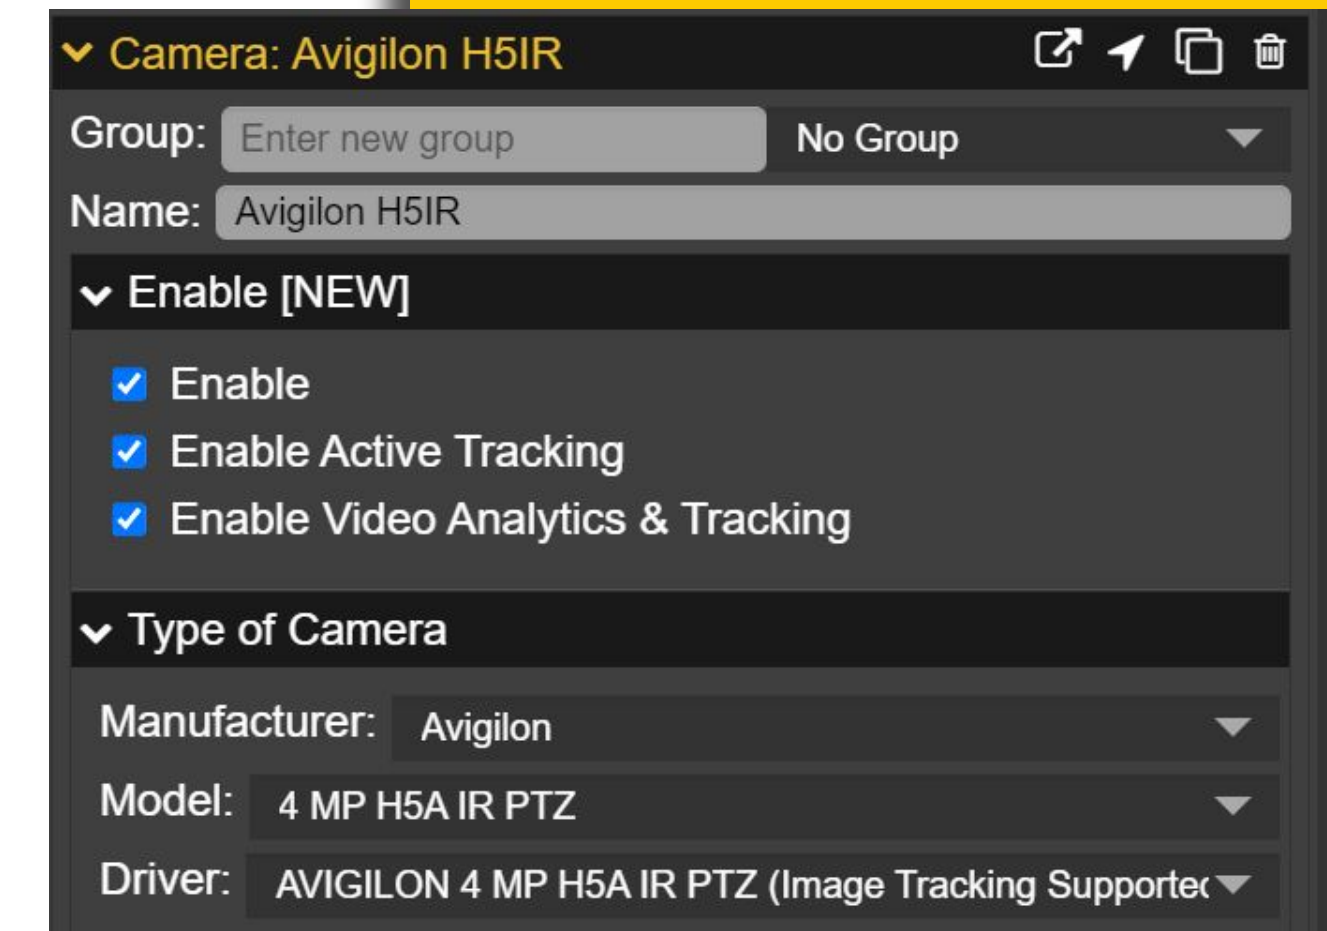 Camera: Avigilon H5IR
Group: Enter new group No Group
Name: Avigilon H5IR
Enable [NEW]
Enable
Enable Active Tracking
Enable Video Analytics & Tracking
Type of Camera
Manufacturer: Avigilon
Model: 4 MP H5A IR PTZ
Driver: AVIGILON 4 MP H5A IR PTZ (Image Tracking Supported